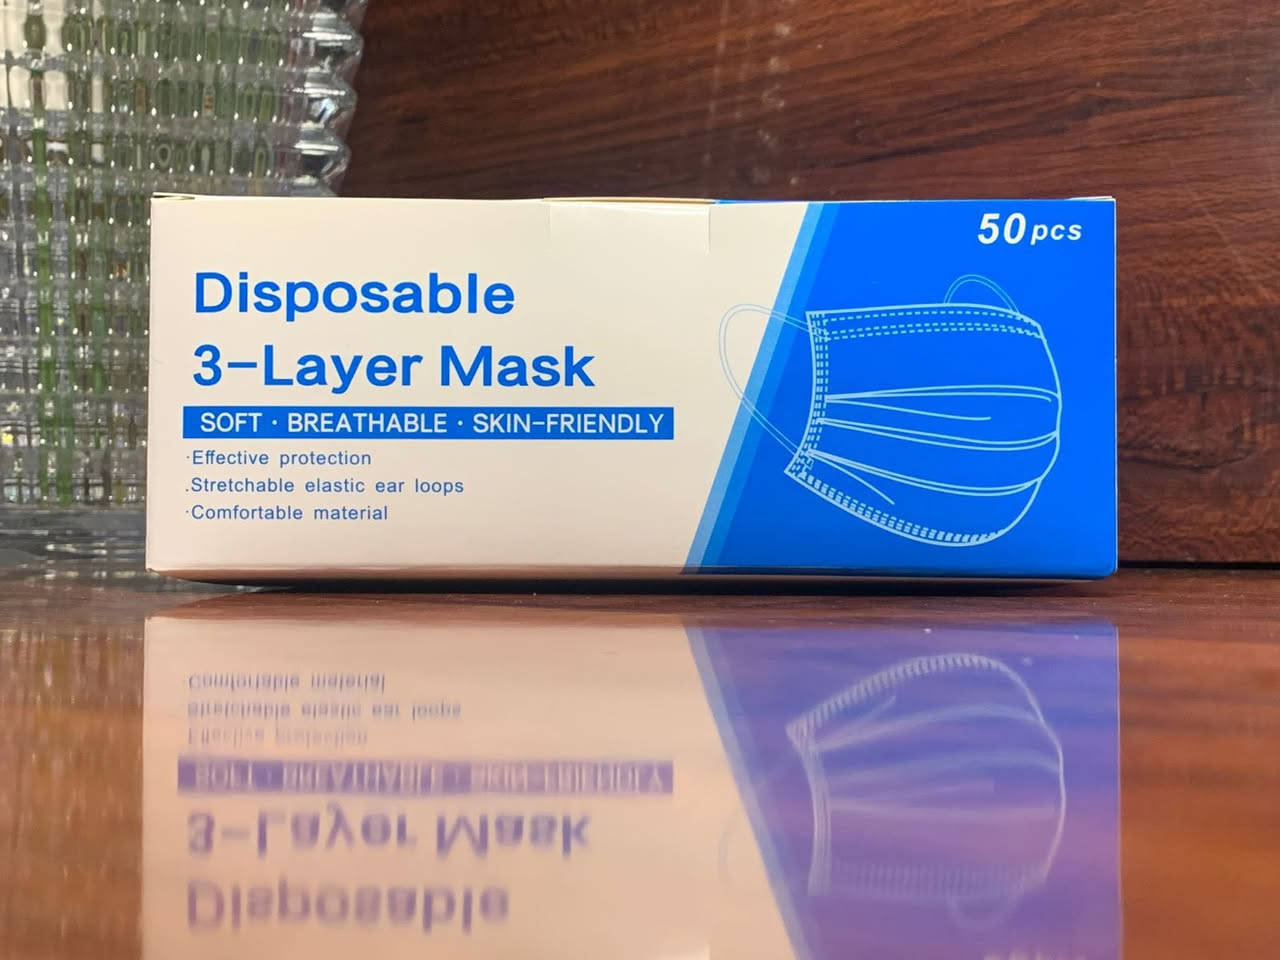 50pcs
Disposable
3-Layer Mask
SOFT · BREATHABLE · SKIN-FRIENDLY
·Effective protection
.Stretchable elastic ear loops
·Comfortable material